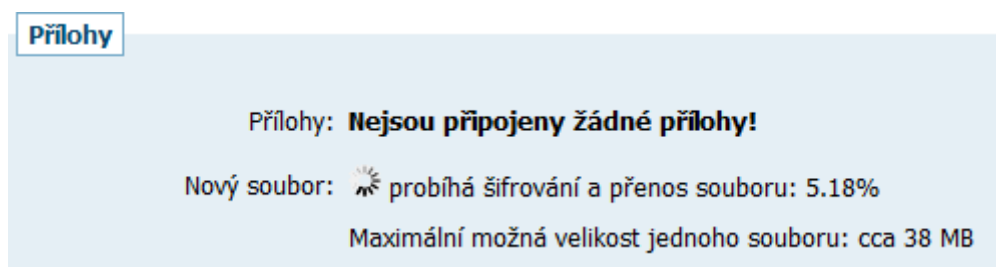 Přílohy
Přílohy: Nejsou připojeny žádné přílohy!
Nový soubor: probíhá šifrování a přenos souboru: 5.18%
Maximální možná velikost jednoho souboru: cca 38 MB